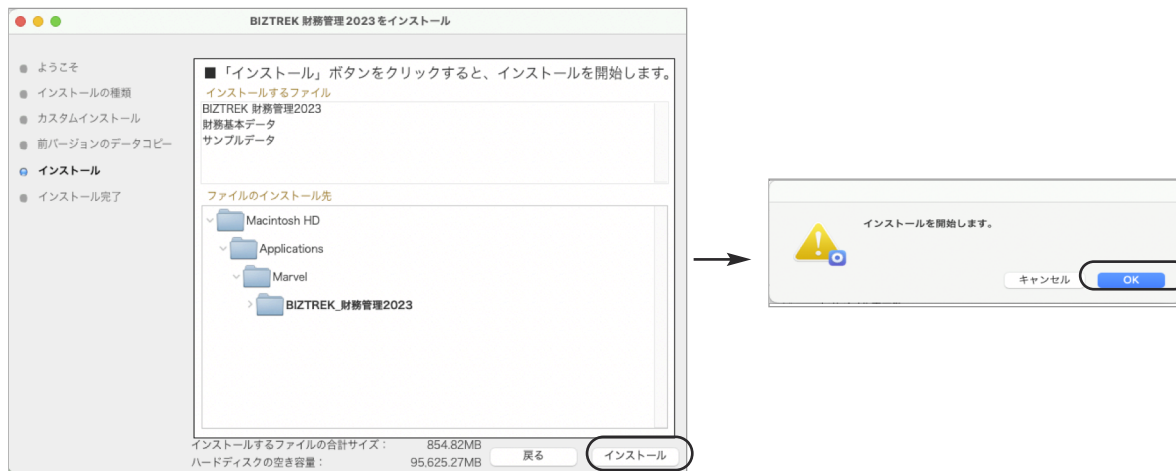 BIZTREK 財務管理2023をインストール
ようこそ
インストールの種類
カスタムインストール
前バージョンのデータコピー
インストール
インストール完了
■「インストール」ボタンをクリックすると、インストールを開始します。
インストールするファイル
BIZTREK 財務管理2023
財務基本データ
サンプルデータ
ファイルのインストール先
Macintosh HD
Applications
Marvel
BIZTREK_財務管理2023
インストールするファイルの合計サイズ： 854.82MB
ハードディスクの空き容量： 95,625.27MB
戻る
インストール
インストールを開始します。
キャンセル
OK